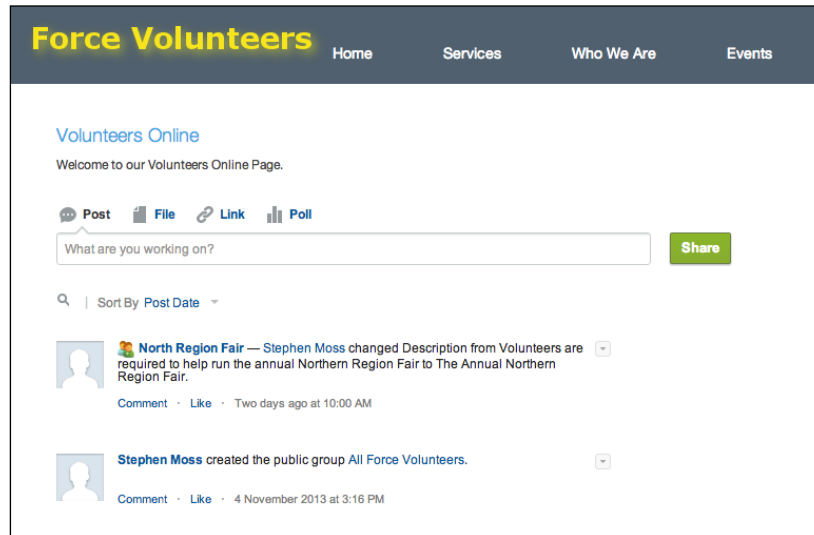 Force Volunteers
Home Services Who We Are Events
Volunteers Online
Welcome to our Volunteers Online Page.
Post File Link Poll
What are you working on?
Share
| Sort By Post Date
North Region Fair — Stephen Moss changed Description from Volunteers are
required to help run the annual Northern Region Fair to The Annual Northern
Region Fair.
Comment · Like · Two days ago at 10:00 AM
Stephen Moss created the public group All Force Volunteers.
Comment · Like · 4 November 2013 at 3:16 PM